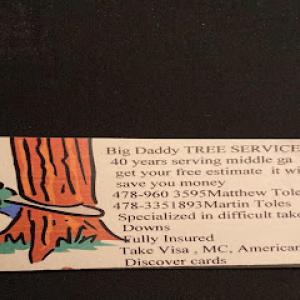 Big Daddy TREE SERVICE
40 years serving middle ga
get your free estimate it wi
save you money
478-960 3595Matthew Tole
478-3351893Martin Toles
Specialized in difficult take
Downs
Fully Insured
Take Visa , MC, American
Discover cards